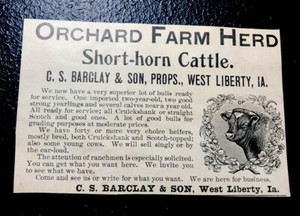 ORCHARD FARM HERD
Short-horn Cattle.
C. S. BARCLAY & SON, PROPS., WEST LIBERTY, IA.
We now have a very superior lot of bulls ready
for service. One imported two-year-old, two good
strong yearlings and several calves near a year old.
All ready for service; all Cruickshank or straight
Scotch and good ones. A lot of good bulls for
grading purposes at moderate prices.
We have forty or more very choice heifers,
mostly bred, both Cruickshank and Scotch-topped;
also some young cows. We will sell singly or by
the car-load.
The attention of ranchmen is especially solicited.
You can get what you want here. We invite you
to see what we have.
Come and see us or write for what you want. We are here for business.
C. S. BARCLAY & SON, West Liberty, Ia.